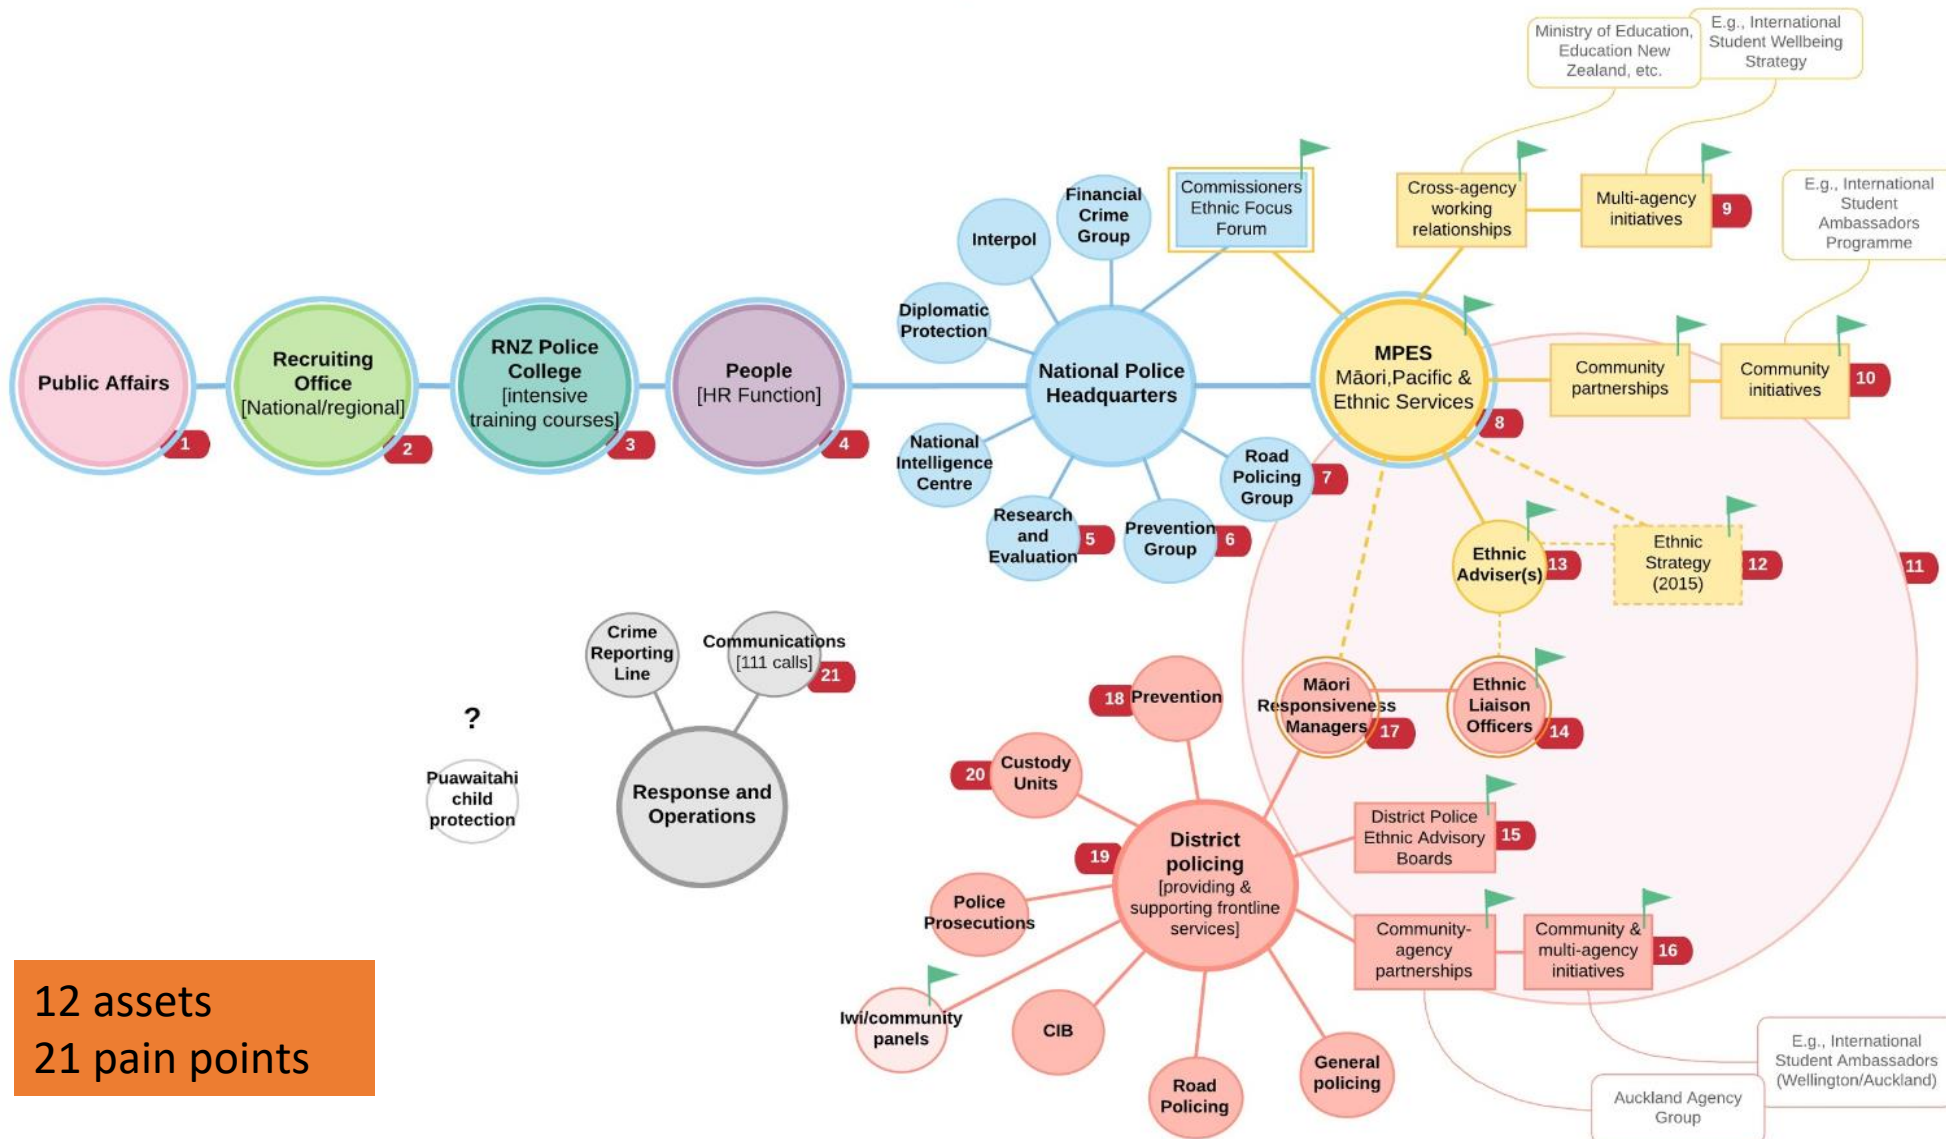 Ministry of Education,
Education New
Zealand, etc.
E.g., International
Student Wellbeing
Strategy
Financial
Crime
Group
Interpol
Diplomatic
Protection
Commissioners
Ethnic Focus
Forum
Cross-agency
working
relationships
Multi-agency
initiatives
9
E.g., International
Student
Ambassadors
Programme
Public Affairs
1
Recruiting
Office
[National/regional]
2
RNZ Police
College
[intensive
training courses]
3
People
[HR Function]
4
National Police
Headquarters
MPES
Māori,Pacific &
Ethnic Services
8
Community
partnerships
Community
initiatives
10
National
Intelligence
Centre
Research
and
Evaluation
5
Prevention
Group
6
Road
Policing
Group
7
Ethnic
Adviser(s)
13
Ethnic
Strategy
(2015)
12
11
Crime
Reporting
Line
Communications
[111 calls]
21
?
Puawaitahi
child
protection
Response and
Operations
18
Prevention
Māori
Responsiveness
Managers
17
Ethnic
Liaison
Officers
14
20
Custody
Units
19
District
policing
[providing &
supporting frontline
services]
District Police
Ethnic Advisory
Boards
15
Police
Prosecutions
Community-
agency
partnerships
Community &
multi-agency
initiatives
16
Iwi/community
panels
CIB
Road
Policing
General
policing
E.g., International
Student Ambassadors
(Wellington/Auckland)
Auckland Agency
Group
12 assets
21 pain points